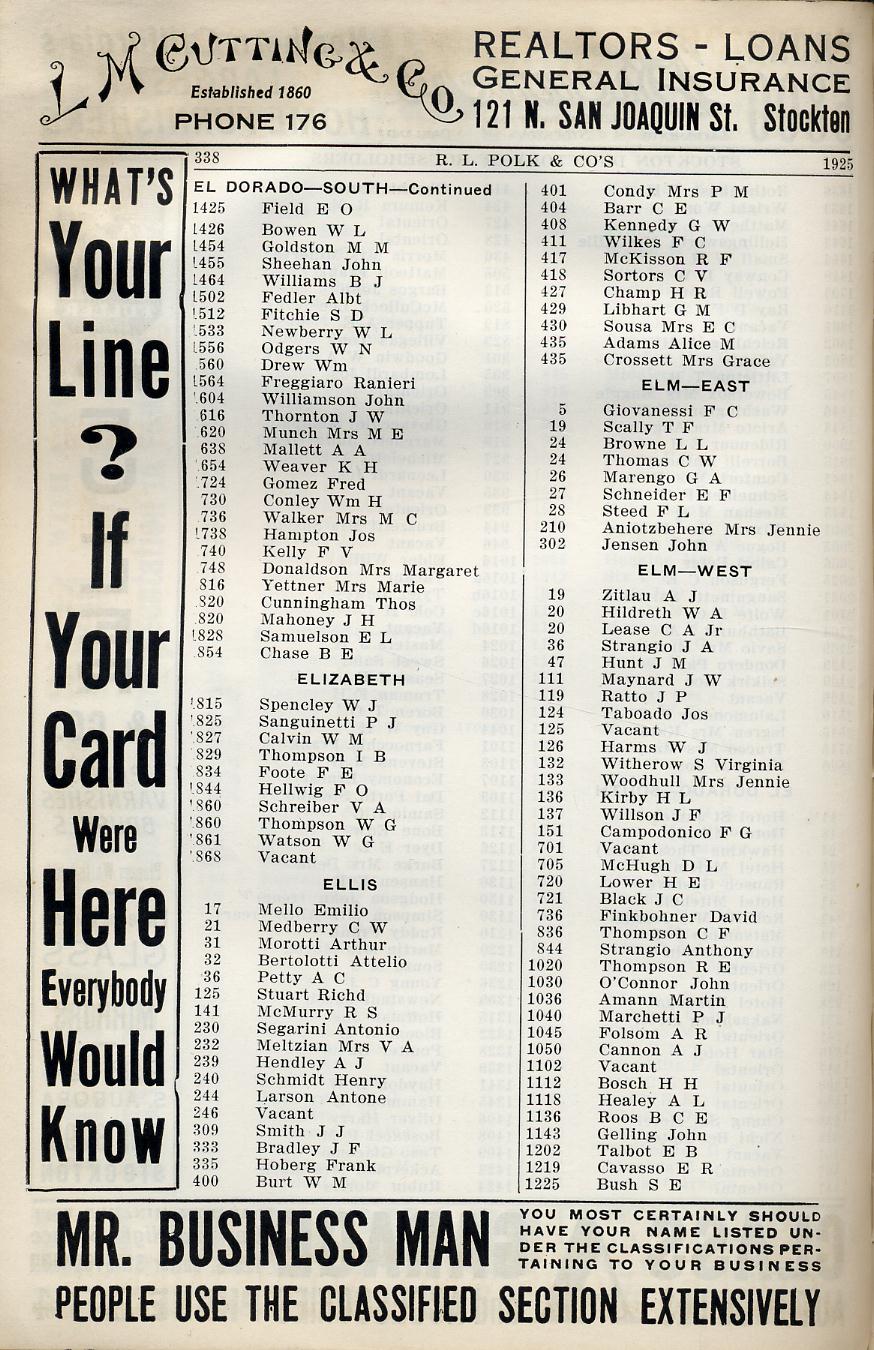 L M CUTTING & CO.
Established 1860
PHONE 176
REALTORS - LOANS
GENERAL INSURANCE
121 N. SAN JOAQUIN St. Stockton
WHAT'S
Your
Line
?
If
Your
Card
Were
Here
Everybody
Would
Know
338 R. L. POLK & CO'S 1925
EL DORADO—SOUTH—Continued
1425 Field E O
1426 Bowen W L
1454 Goldston M M
1455 Sheehan John
1464 Williams B J
1502 Fedler Albt
1512 Fitchie S D
1533 Newberry W L
1556 Odgers W N
1560 Drew Wm
1564 Freggiaro Ranieri
1604 Williamson John
1616 Thornton J W
1620 Munch Mrs M E
1638 Mallett A A
1654 Weaver K H
1724 Gomez Fred
1730 Conley Wm H
1736 Walker Mrs M C
1738 Hampton Jos
1740 Kelly F V
1748 Donaldson Mrs Margaret
1816 Yettner Mrs Marie
1820 Cunningham Thos
1820 Mahoney J H
1828 Samuelson E L
1854 Chase B E
ELIZABETH
1815 Spencley W J
1825 Sanguinetti P J
1827 Calvin W M
1829 Thompson I B
1834 Foote F E
1844 Hellwig F O
1860 Schreiber V A
1860 Thompson W G
1861 Watson W G
1868 Vacant
ELLIS
17 Mello Emilio
21 Medberry C W
31 Morotti Arthur
32 Bertolotti Attelio
36 Petty A C
125 Stuart Richd
141 McMurry R S
230 Segarini Antonio
232 Meltzian Mrs V A
239 Hendley A J
240 Schmidt Henry
244 Larson Antone
246 Vacant
309 Smith J J
333 Bradley J F
335 Hoberg Frank
400 Burt W M
401 Condy Mrs P M
404 Barr C E
408 Kennedy G W
411 Wilkes F C
417 McKisson R F
418 Sortors C V
427 Champ H R
429 Libhart G M
430 Sousa Mrs E C
435 Adams Alice M
435 Crossett Mrs Grace
ELM—EAST
5 Giovanessi F C
19 Scally T F
24 Browne L L
24 Thomas C W
26 Marengo G A
27 Schneider E F
28 Steed F L
210 Aniotzbehere Mrs Jennie
302 Jensen John
ELM—WEST
19 Zitlau A J
20 Hildreth W A
20 Lease C A Jr
36 Strangio J A
47 Hunt J M
111 Maynard J W
119 Ratto J P
124 Taboado Jos
125 Vacant
126 Harms W J
132 Witherow S Virginia
133 Woodhull Mrs Jennie
136 Kirby H L
137 Willson J F
151 Campodonico F G
701 Vacant
705 McHugh D L
720 Lower H E
721 Black J C
736 Finkbohner David
836 Thompson C F
844 Strangio Anthony
1020 Thompson R E
1030 O'Connor John
1036 Amann Martin
1040 Marchetti P J
1045 Folsom A R
1050 Cannon A J
1102 Vacant
1112 Bosch H H
1118 Healey A L
1136 Roos B C E
1143 Gelling John
1202 Talbot E B
1219 Cavasso E R
1225 Bush S E
MR. BUSINESS MAN
YOU MOST CERTAINLY SHOULD
HAVE YOUR NAME LISTED UN-
DER THE CLASSIFICATIONS PER-
TAINING TO YOUR BUSINESS
PEOPLE USE THE CLASSIFIED SECTION EXTENSIVELY